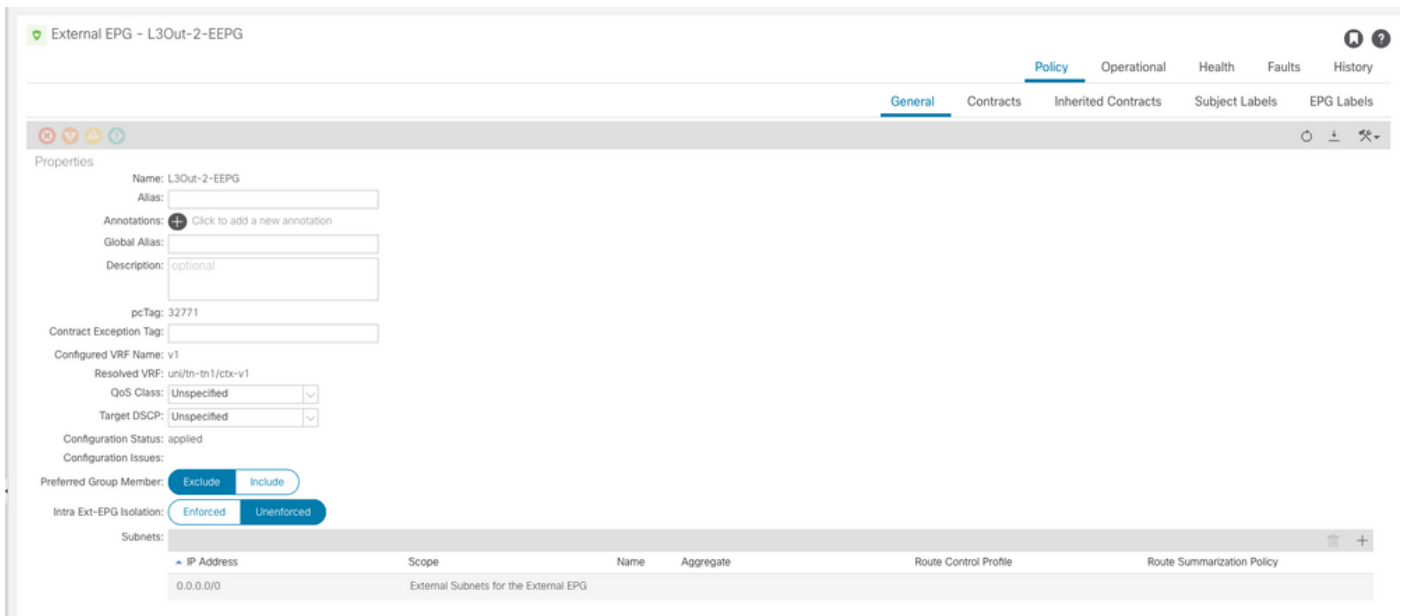 External EPG - L3Out-2-EEPG
Policy Operational Health Faults History
General Contracts Inherited Contracts Subject Labels EPG Labels
Properties
Name: L3Out-2-EEPG
Alias:
Annotations: Click to add a new annotation
Global Alias:
Description: optional
pcTag: 32771
Contract Exception Tag:
Configured VRF Name: v1
Resolved VRF: uni/tn-tn1/ctx-v1
QoS Class: Unspecified
Target DSCP: Unspecified
Configuration Status: applied
Configuration Issues:
Preferred Group Member: Exclude Include
Intra Ext-EPG Isolation: Enforced Unenforced
Subnets:
IP Address Scope Name Aggregate Route Control Profile Route Summarization Policy
0.0.0.0/0 External Subnets for the External EPG